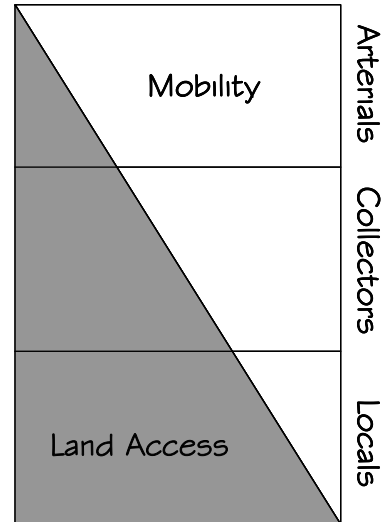 Mobility
Arterials
Collectors
Land Access
Locals